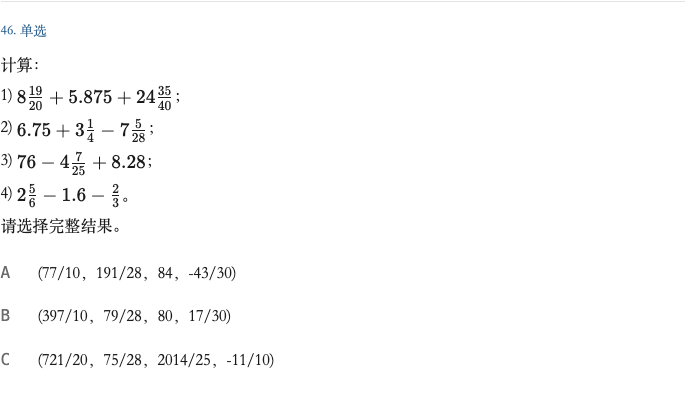 46. 单选
计算：
1) 8 19/20 + 5.875 + 24 35/40；
2) 6.75 + 3 1/4 − 7 5/28；
3) 76 − 4 7/25 + 8.28；
4) 2 5/6 − 1.6 − 2/3。
请选择完整结果。
A (77/10，191/28，84，-43/30)
B (397/10，79/28，80，17/30)
C (721/20，75/28，2014/25，-11/10)